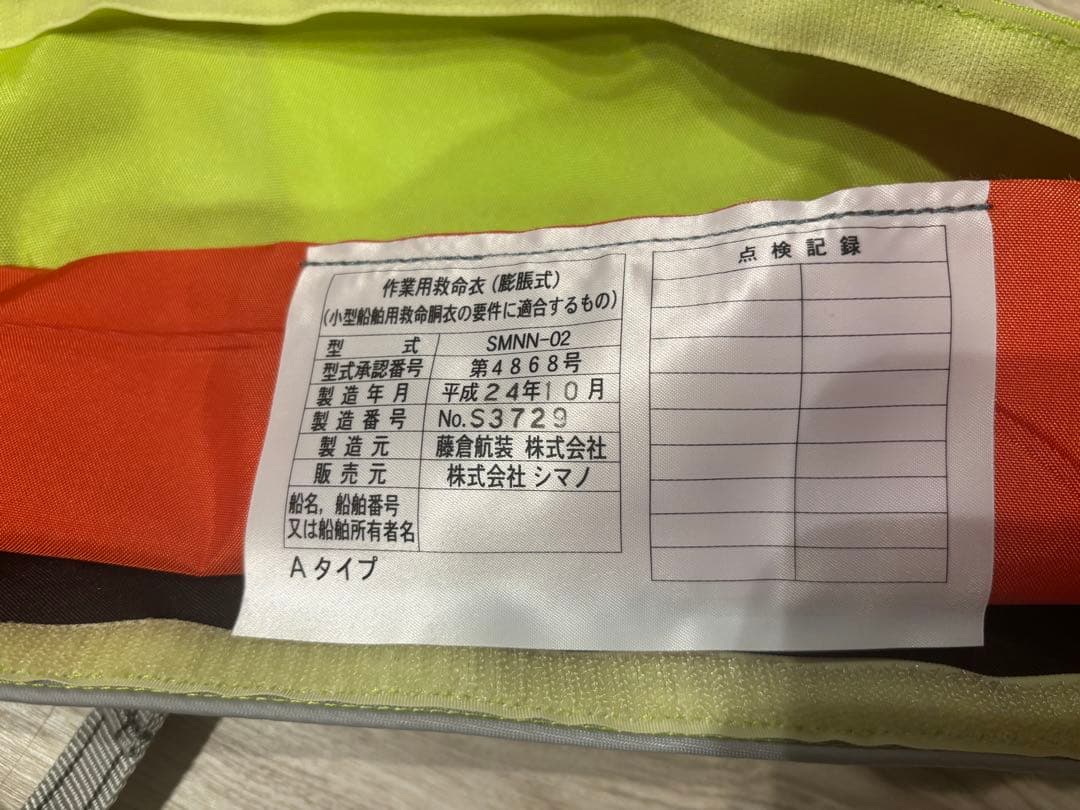 作業用救命衣(膨脹式)
(小型船舶用救命胴衣の要件に適合するもの)
型 式 SMNN-02
型式承認番号 第4868号
製造年月 平成24年10月
製造番号 No.S3729
製造元 藤倉航装 株式会社
販売元 株式会社 シマノ
船名,船舶番号
又は船舶所有者名
Aタイプ
点検記録